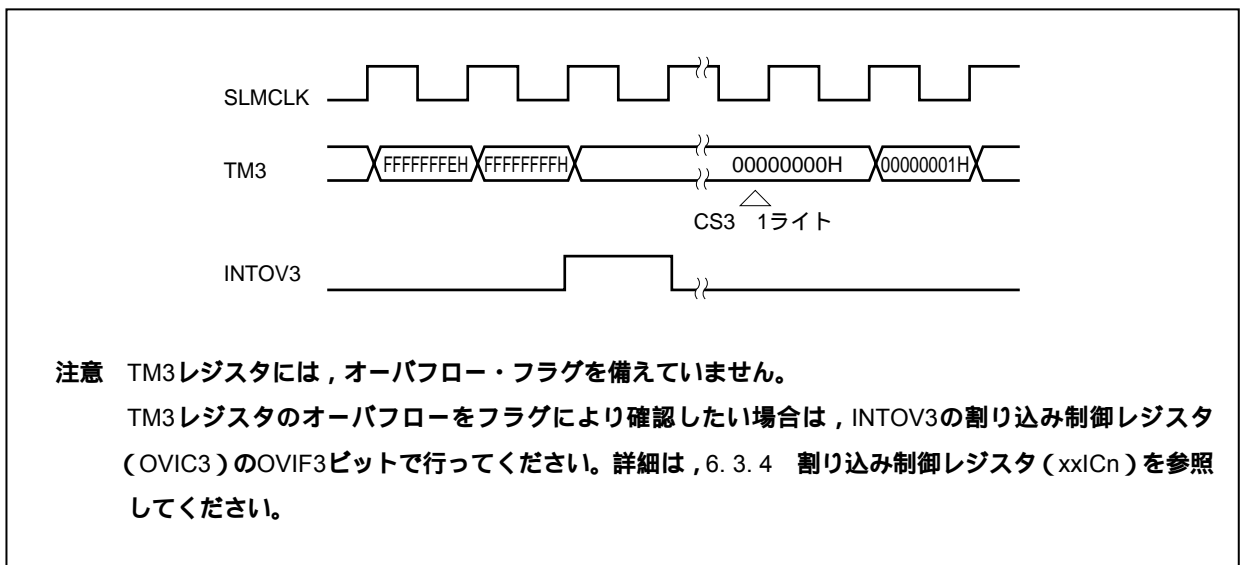 SLMCLK
TM3 FFFFFFFEH FFFFFFFFH 00000000H 00000001H
CS3 1ライト
INTOV3
注意 TM3レジスタには，オーバフロー・フラグを備えていません。
TM3レジスタのオーバフローをフラグにより確認したい場合は，INTOV3の割り込み制御レジスタ
（OVIC3）のOVIF3ビットで行ってください。詳細は，6. 3. 4 割り込み制御レジスタ（xxICn）を参照
してください。